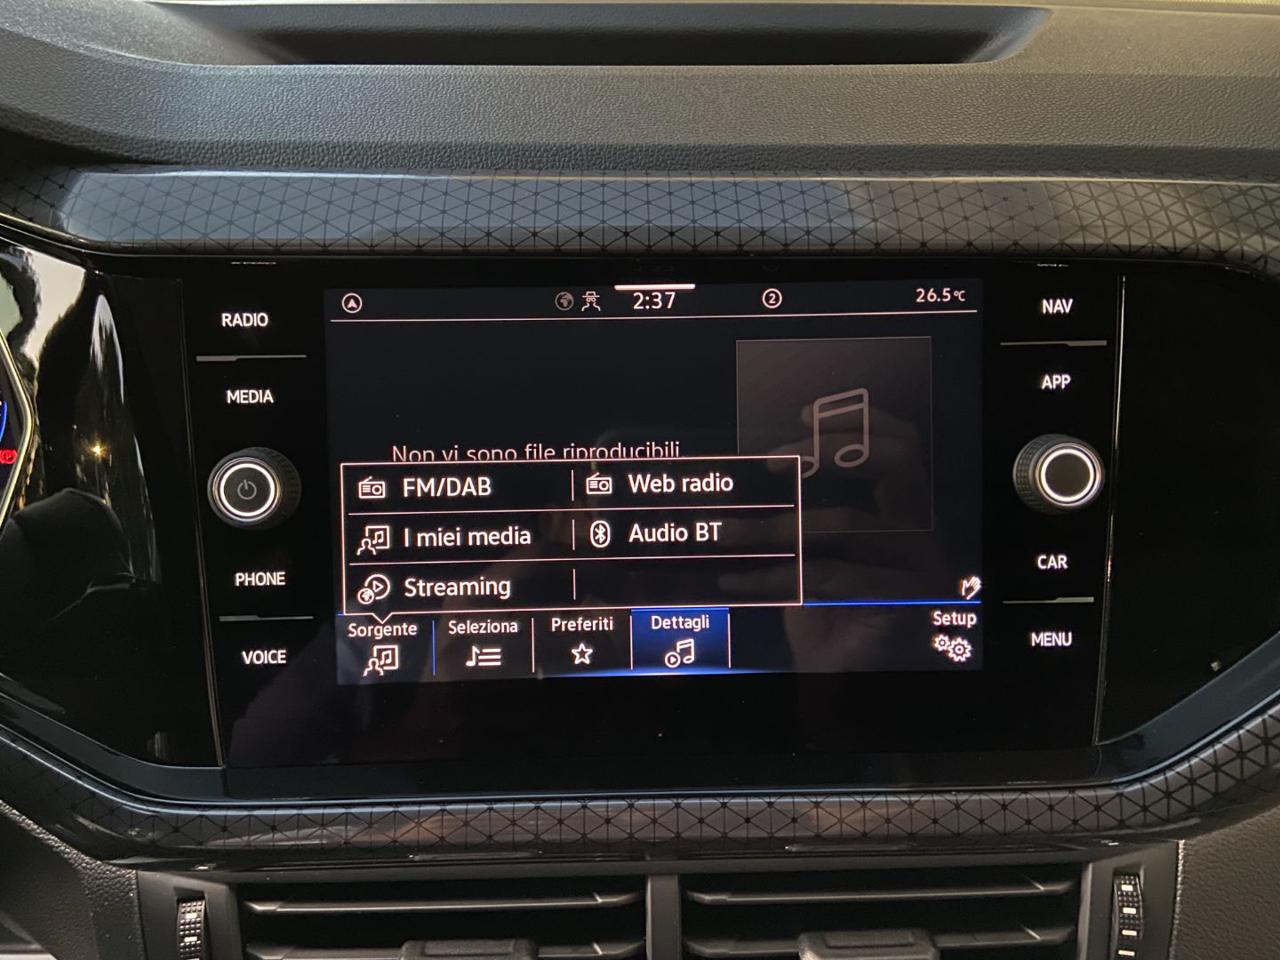 2:37
2
26.5°C
RADIO
NAV
MEDIA
APP
Non vi sono file riproducibili
FM/DAB
Web radio
I miei media
Audio BT
Streaming
PHONE
CAR
Sorgente
Seleziona
Preferiti
Dettagli
Setup
VOICE
MENU